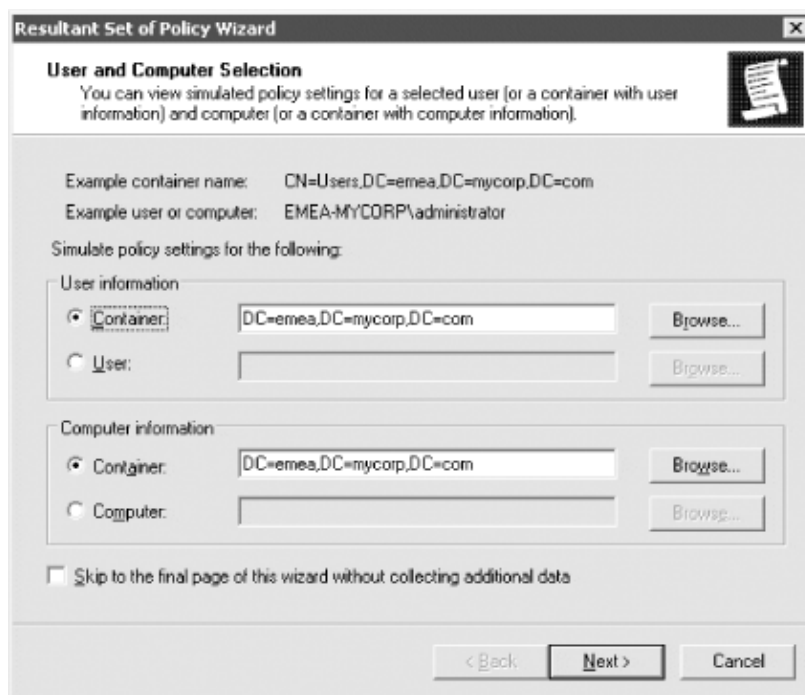 Resultant Set of Policy Wizard
User and Computer Selection
You can view simulated policy settings for a selected user (or a container with user
information) and computer (or a container with computer information).
Example container name: CN=Users,DC=emea,DC=mycorp,DC=com
Example user or computer: EMEA-MYCORP\administrator
Simulate policy settings for the following:
User information
Container: DC=emea,DC=mycorp,DC=com Browse...
User: Browse...
Computer information
Container: DC=emea,DC=mycorp,DC=com Browse...
Computer: Browse...
Skip to the final page of this wizard without collecting additional data
< Back Next > Cancel